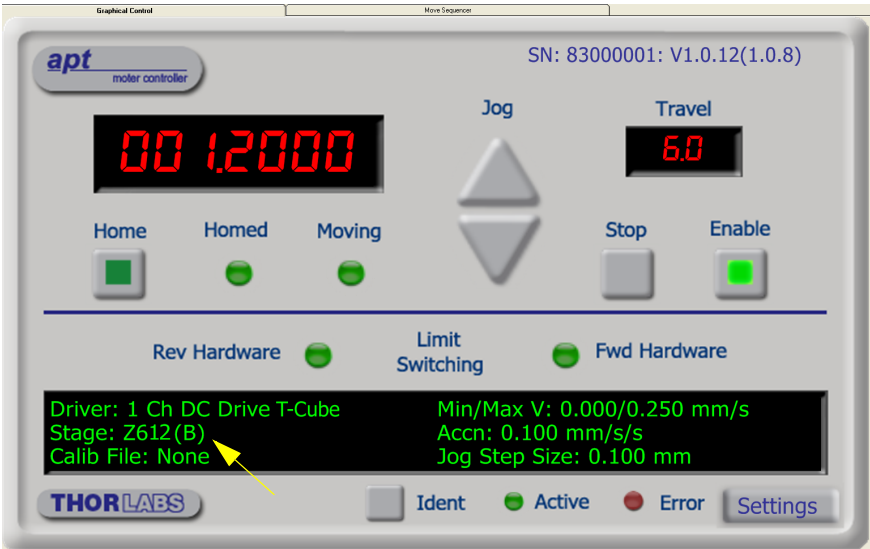 Graphical Control
Move Sequencer
apt
moter controller
SN: 83000001: V1.0.12(1.0.8)
001.2000
Jog
Travel
6.0
Home
Homed
Moving
Stop
Enable
Rev Hardware
Limit
Switching
Fwd Hardware
Driver: 1 Ch DC Drive T-Cube
Stage: Z612(B)
Calib File: None
Min/Max V: 0.000/0.250 mm/s
Accn: 0.100 mm/s/s
Jog Step Size: 0.100 mm
THORLABS
Ident
Active
Error
Settings